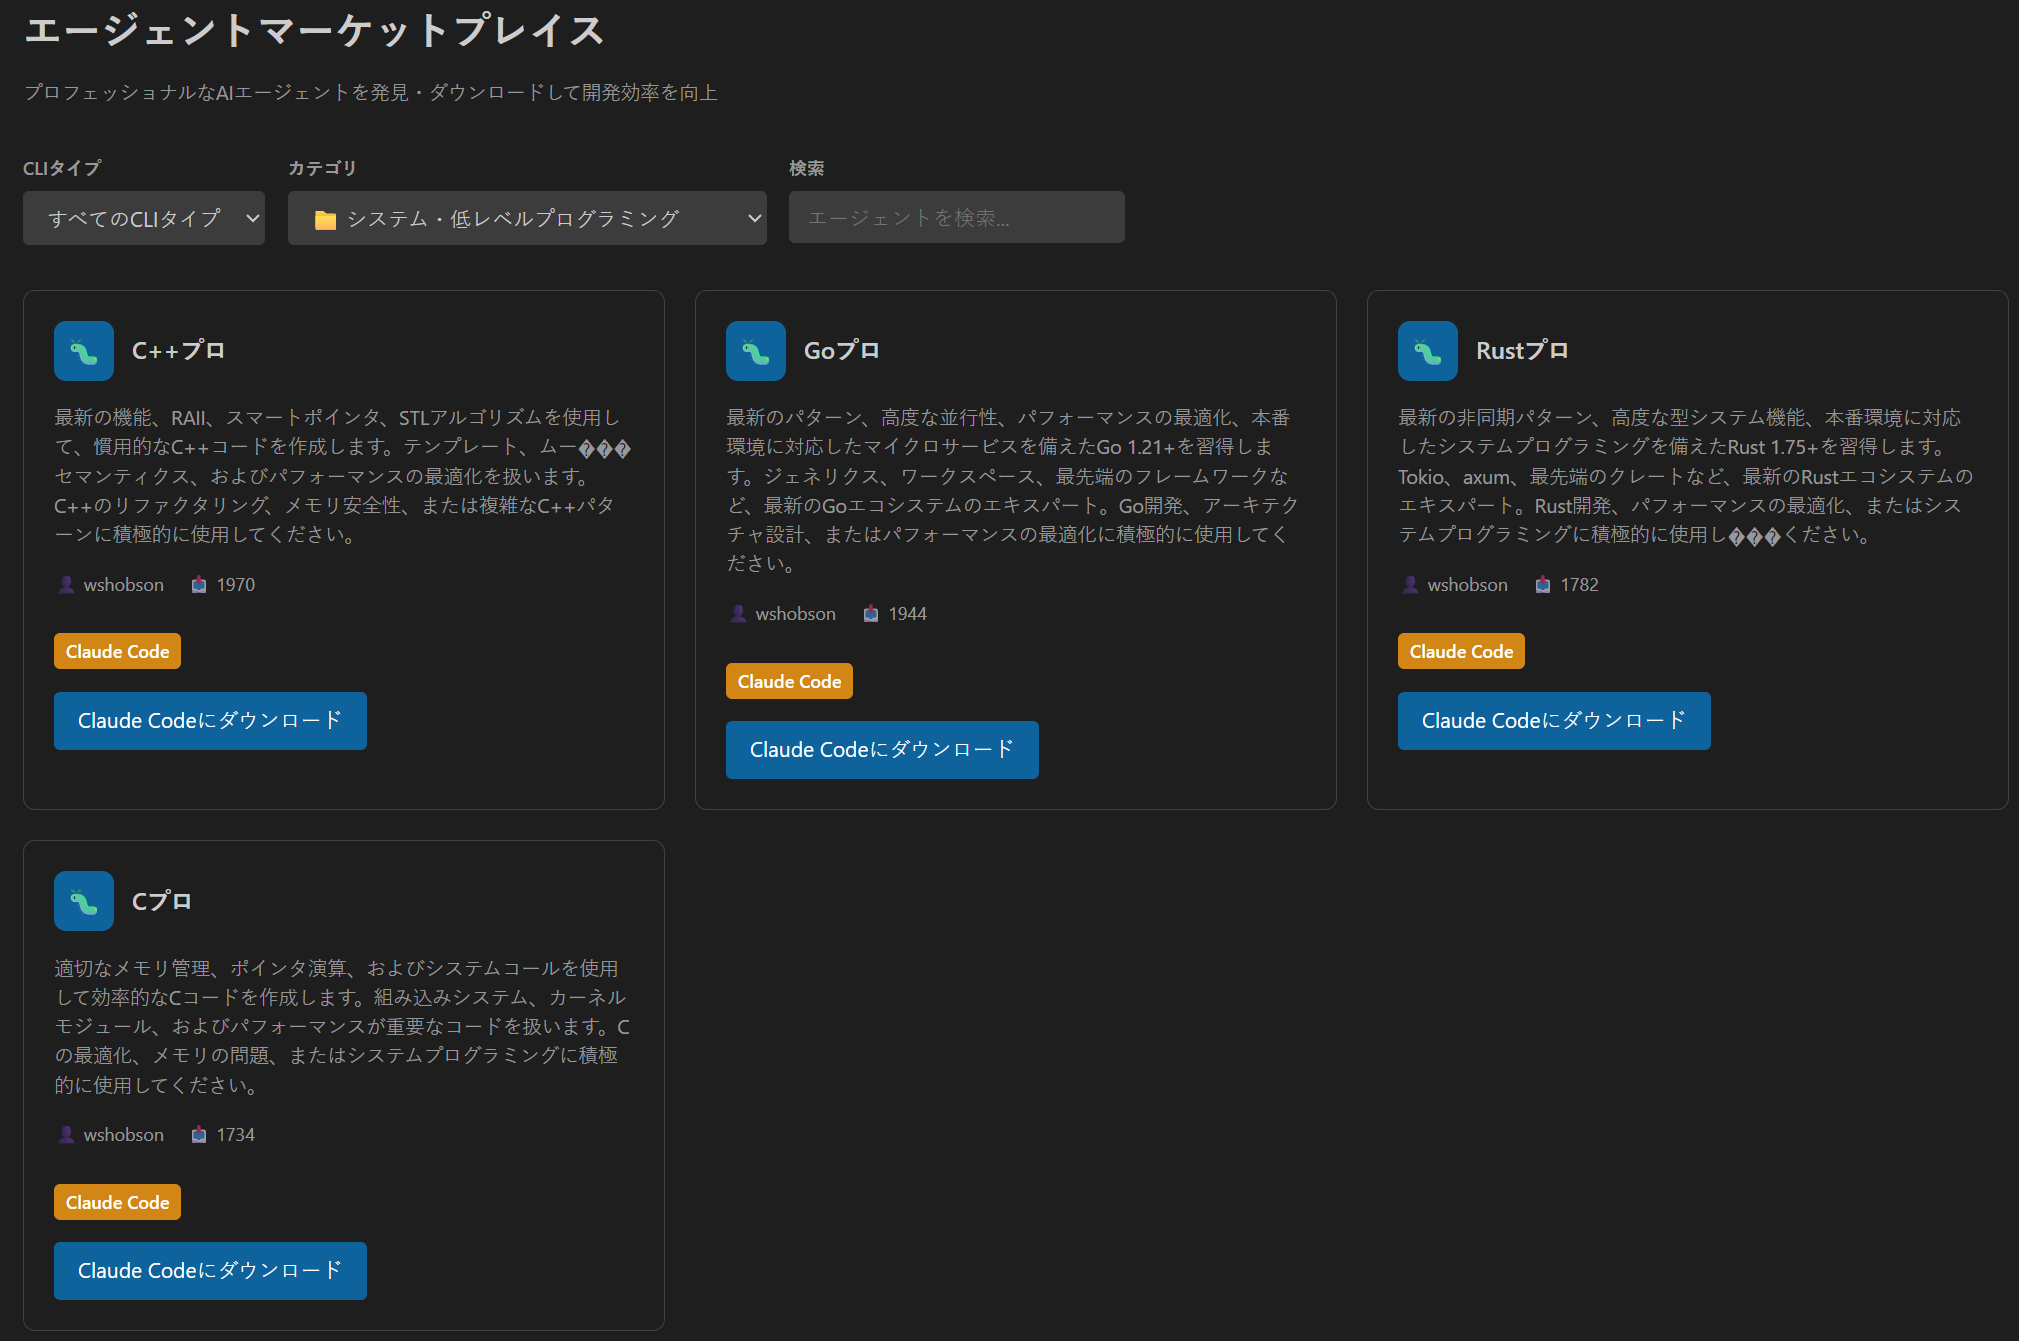 エージェントマーケットプレイス
プロフェッショナルなAIエージェントを発見・ダウンロードして開発効率を向上
CLIタイプ
すべてのCLIタイプ
カテゴリ
システム・低レベルプログラミング
検索
エージェントを検索...
C++プロ
最新の機能、RAII、スマートポインタ、STLアルゴリズムを使用し
て、慣用的なC++コードを作成します。テンプレート、ムー���
セマンティクス、およびパフォーマンスの最適化を扱います。
C++のリファクタリング、メモリ安全性、または複雑なC++パタ
ーンに積極的に使用してください。
wshobson 1970
Claude Code
Claude Codeにダウンロード
Goプロ
最新のパターン、高度な並行性、パフォーマンスの最適化、本番
環境に対応したマイクロサービスを備えたGo 1.21+を習得しま
す。ジェネリクス、ワークスペース、最先端のフレームワークな
ど、最新のGoエコシステムのエキスパート。Go開発、アーキテク
チャ設計、またはパフォーマンスの最適化に積極的に使用してく
ださい。
wshobson 1944
Claude Code
Claude Codeにダウンロード
Rustプロ
最新の非同期パターン、高度な型システム機能、本番環境に対応
したシステムプログラミングを備えたRust 1.75+を習得します。
Tokio、axum、最先端のクレートなど、最新のRustエコシステムの
エキスパート。Rust開発、パフォーマンスの最適化、またはシス
テムプログラミングに積極的に使用し���ください。
wshobson 1782
Claude Code
Claude Codeにダウンロード
Cプロ
適切なメモリ管理、ポインタ演算、およびシステムコールを使用
して効率的なCコードを作成します。組み込みシステム、カーネル
モジュール、およびパフォーマンスが重要なコードを扱います。C
の最適化、メモリの問題、またはシステムプログラミングに積極
的に使用してください。
wshobson 1734
Claude Code
Claude Codeにダウンロード